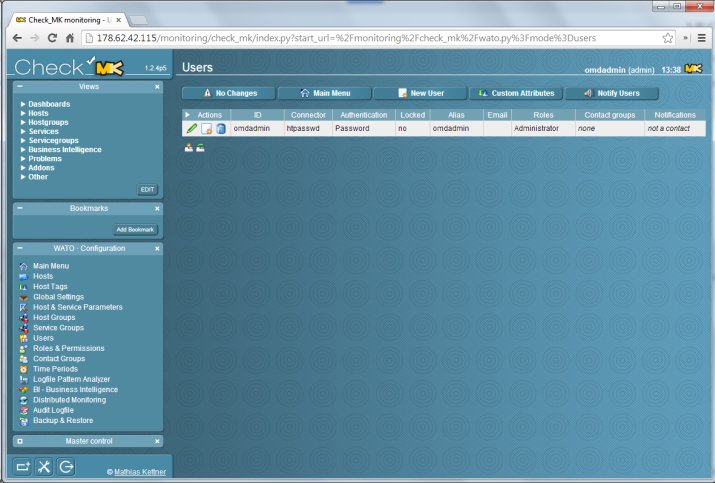 Check_MK monitoring - U
178.62.42.115/monitoring/check_mk/index.py?start_url=%2Fmonitoring%2Fcheck_mk%2Fwato.py%3Fmode%3Dusers
Check MK 1.2.4p5
Users
omdadmin (admin) 13:38
Views
Dashboards
Hosts
Hostgroups
Services
Servicegroups
Business Intelligence
Problems
Addons
Other
EDIT
Bookmarks
Add Bookmark
WATO · Configuration
Main Menu
Hosts
Host Tags
Global Settings
Host & Service Parameters
Host Groups
Service Groups
Users
Roles & Permissions
Contact Groups
Time Periods
Logfile Pattern Analyzer
BI - Business Intelligence
Distributed Monitoring
Audit Logfile
Backup & Restore
Master control
© Mathias Kettner
No Changes Main Menu New User Custom Attributes Notify Users
Actions ID Connector Authentication Locked Alias Email Roles Contact groups Notifications
omdadmin htpasswd Password no omdadmin Administrator none not a contact